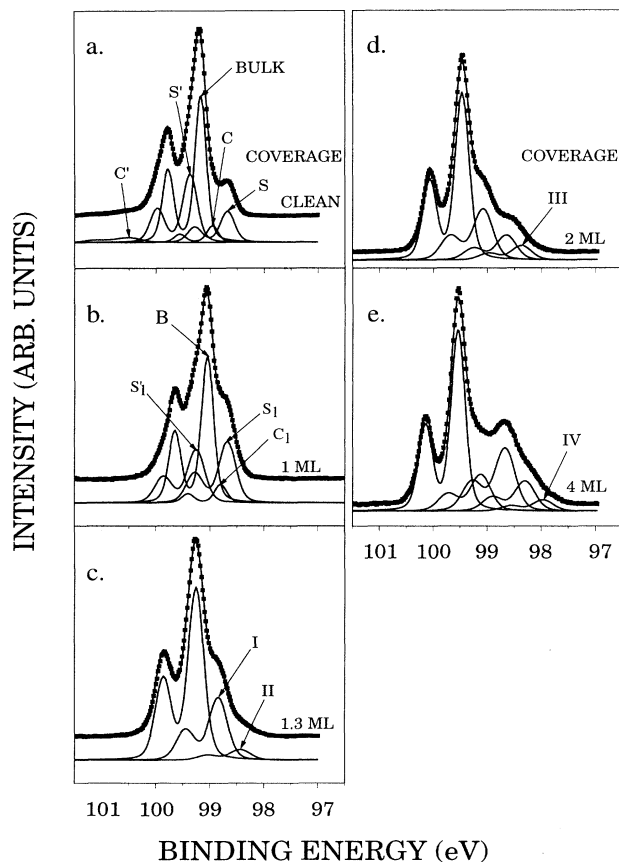 INTENSITY (ARB. UNITS)
a.
BULK
S'
C
COVERAGE
C'
S
CLEAN
b.
B
S'1
S1
C1
1 ML
c.
I
II
1.3 ML
101 100 99 98 97
d.
COVERAGE
III
2 ML
e.
IV
4 ML
101 100 99 98 97
BINDING ENERGY (eV)